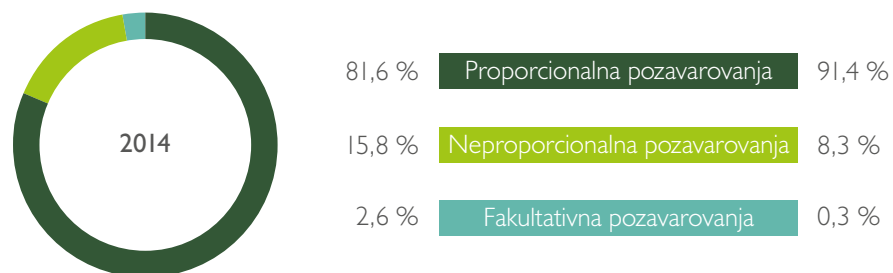 81,6 % Proporcionalna pozavarovanja 91,4 %
2014
15,8 % Neproporcionalna pozavarovanja 8,3 %
2,6 % Fakultativna pozavarovanja 0,3 %